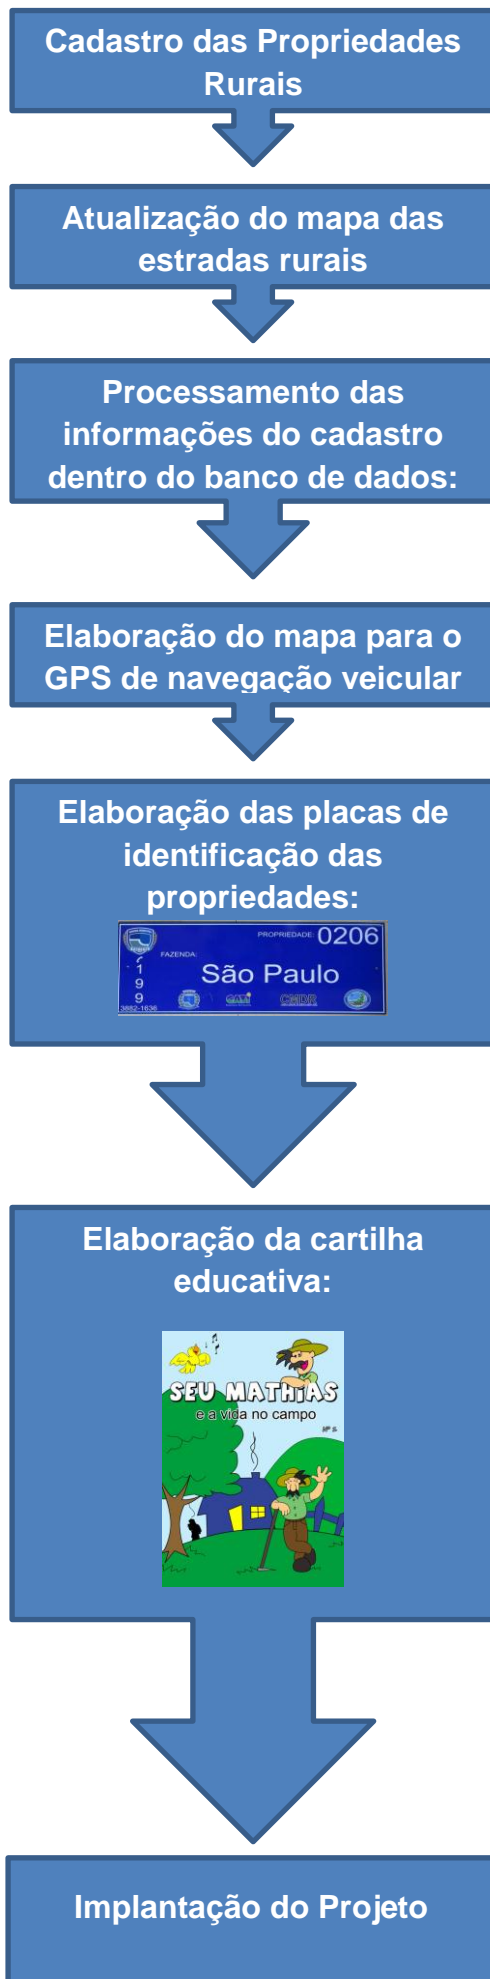 Cadastro das Propriedades
Rurais
Atualização do mapa das
estradas rurais
Processamento das
informações do cadastro
dentro do banco de dados:
Elaboração do mapa para o
GPS de navegação veicular
Elaboração das placas de
identificação das
propriedades:
PROPRIEDADE: 0206
FAZENDA:
São Paulo
199
3882-1636
CMDR
Elaboração da cartilha
educativa:
SEU MATHIAS
e a vida no campo
Implantação do Projeto